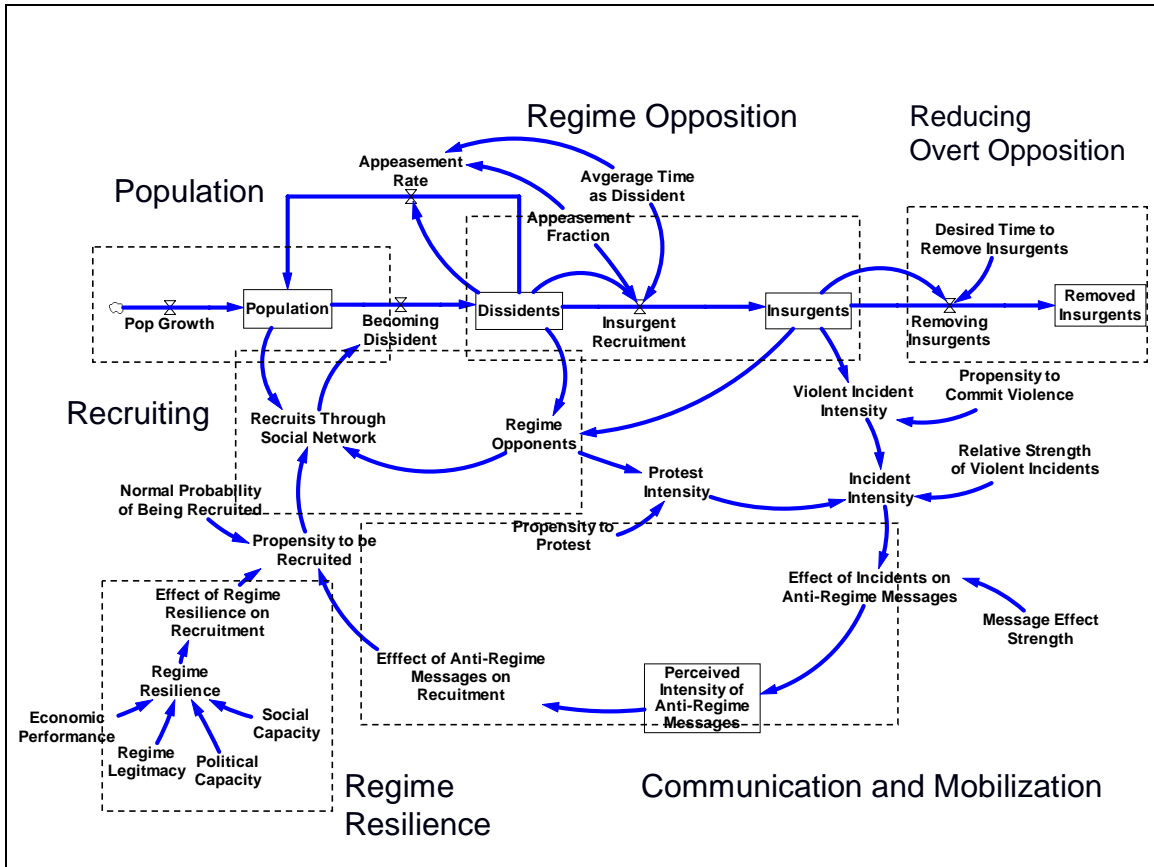 Regime Opposition
Reducing
Overt Opposition
Population
Appeasement
Rate
Avgerage Time
as Dissident
Appeasement
Fraction
Desired Time to
Remove Insurgents
Pop Growth
Population
Becoming
Dissident
Dissidents
Insurgent
Recruitment
Insurgents
Removing
Insurgents
Removed
Insurgents
Recruiting
Recruits Through
Social Network
Regime
Opponents
Violent Incident
Intensity
Propensity to
Commit Violence
Protest
Intensity
Incident
Intensity
Relative Strength
of Violent Incidents
Normal Probability
of Being Recruited
Propensity to
Protest
Propensity to be
Recruited
Effect of Regime
Resilience on
Recruitment
Effect of Incidents on
Anti-Regime Messages
Message Effect
Strength
Regime
Resilience
Efffect of Anti-Regime
Messages on
Recuitment
Perceived
Intensity of
Anti-Regime
Messages
Economic
Performance
Regime
Legitmacy
Political
Capacity
Social
Capacity
Regime
Resilience
Communication and Mobilization